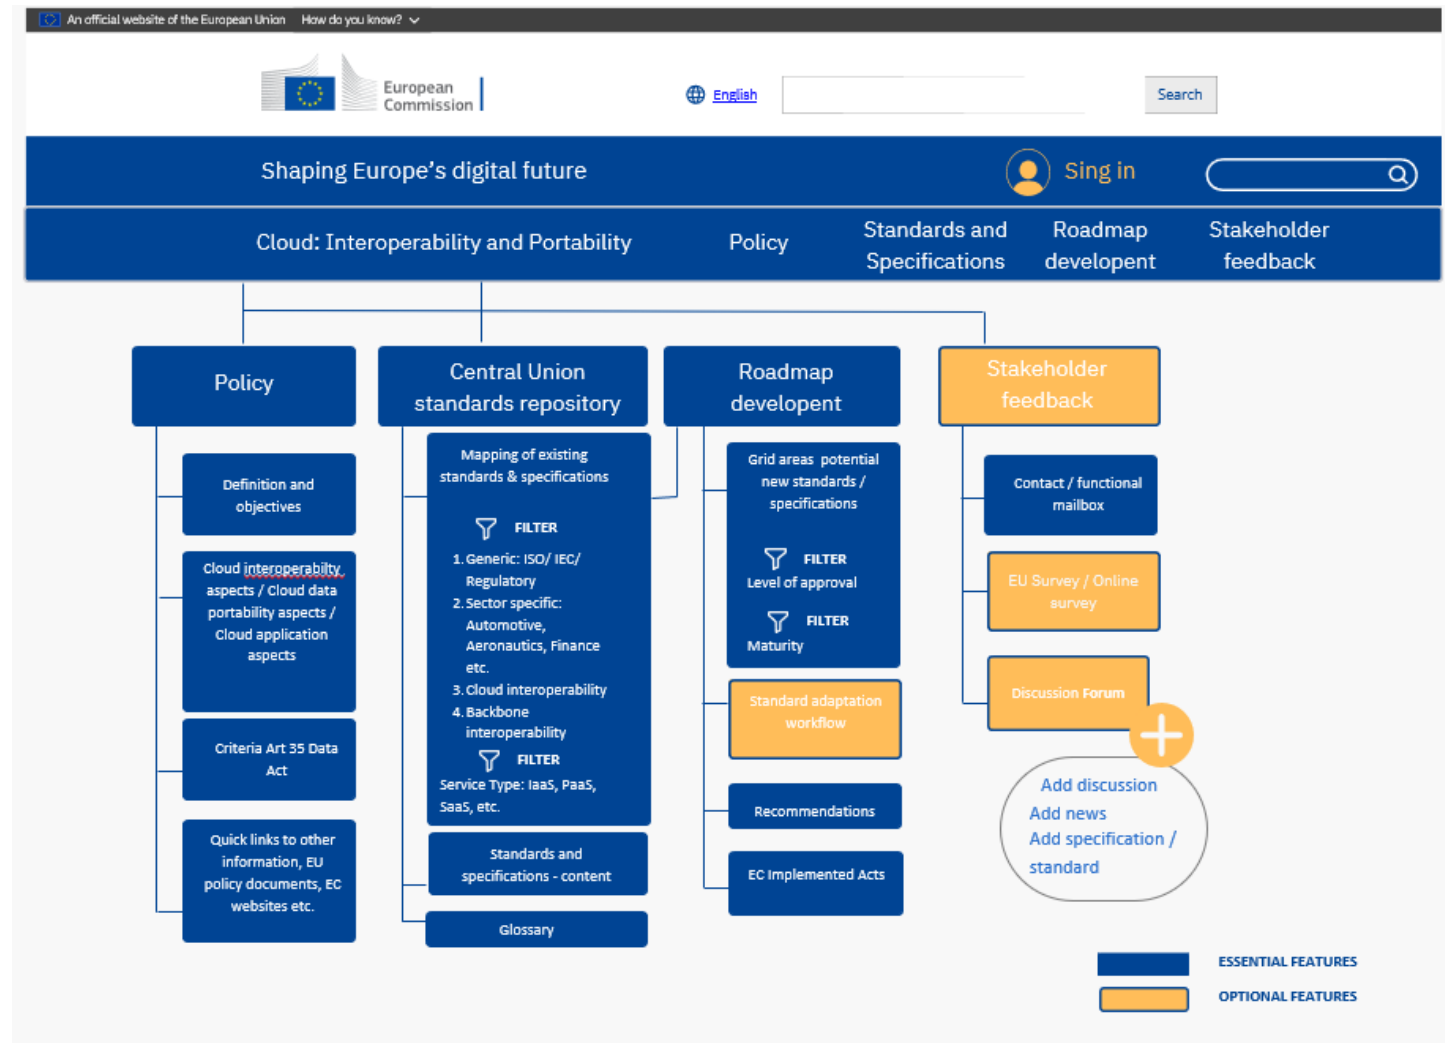 An official website of the European Union How do you know?
European
Commission
English
Search
Shaping Europe's digital future
Sing in
Cloud: Interoperability and Portability
Policy
Standards and
Specifications
Roadmap
developent
Stakeholder
feedback
Policy
Definition and
objectives
Cloud interoperabilty
aspects / Cloud data
portability aspects /
Cloud application
aspects
Criteria Art 35 Data
Act
Quick links to other
information, EU
policy documents, EC
websites etc.
Central Union
standards repository
Mapping of existing
standards & specifications
FILTER
1. Generic: ISO/ IEC/
Regulatory
2. Sector specific:
Automotive,
Aeronautics, Finance
etc.
3. Cloud interoperability
4. Backbone
interoperability
FILTER
Service Type: IaaS, PaaS,
SaaS, etc.
Standards and
specifications - content
Glossary
Roadmap
developent
Grid areas potential
new standards /
specifications
FILTER
Level of approval
FILTER
Maturity
Standard adaptation
workflow
Recommendations
EC Implemented Acts
Stakeholder
feedback
Contact / functional
mailbox
EU Survey / Online
survey
Discussion Forum
Add discussion
Add news
Add specification /
standard
ESSENTIAL FEATURES
OPTIONAL FEATURES